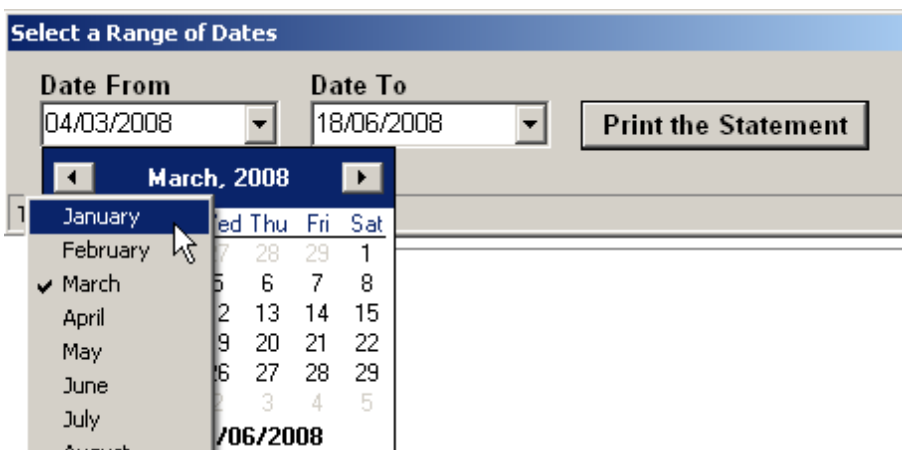 Select a Range of Dates
Date From Date To
04/03/2008 18/06/2008 Print the Statement
March, 2008
January
Thu Fri Sat
February 28 29 1
March 6 7 8
April 13 14 15
May 20 21 22
June 27 28 29
July 3 4 5
/06/2008